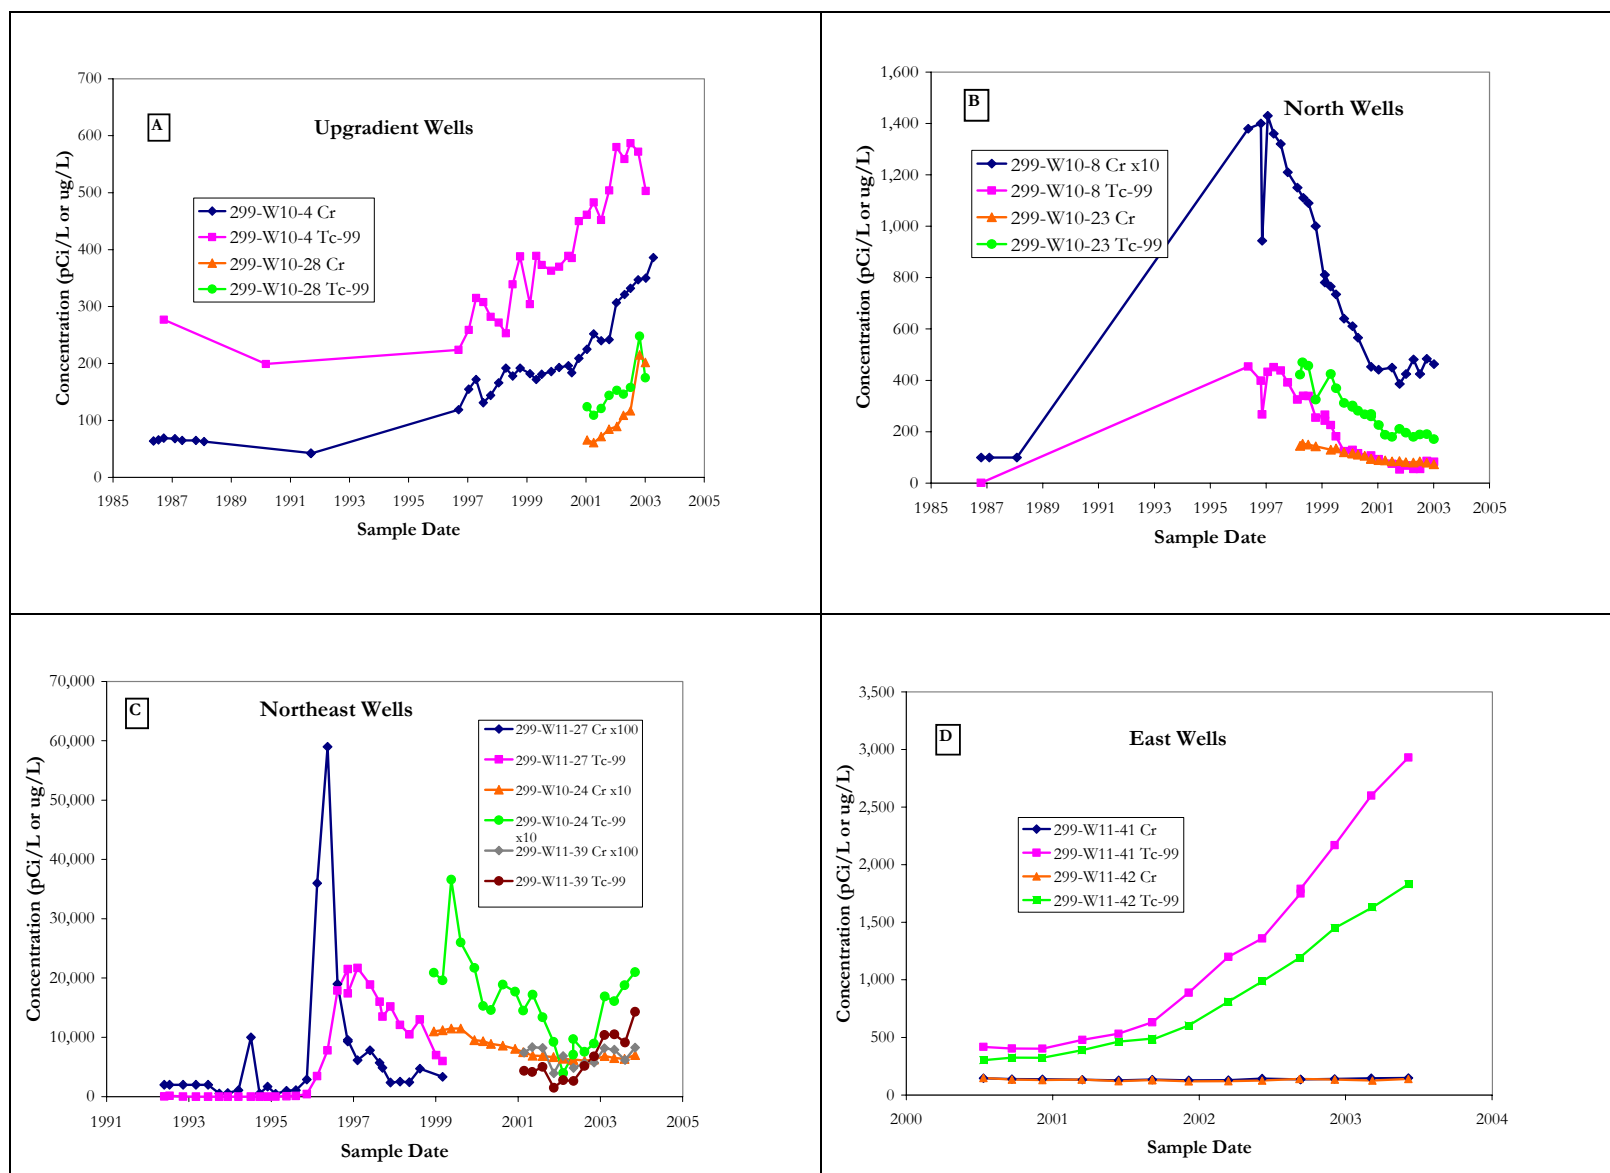 A
Upgradient Wells
Concentration (pCi/L or ug/L)
700
600
500
400
300
200
100
0
299-W10-4 Cr
299-W10-4 Tc-99
299-W10-28 Cr
299-W10-28 Tc-99
1985 1987 1989 1991 1993 1995 1997 1999 2001 2003 2005
Sample Date
B
North Wells
Concentration (pCi/L or ug/L)
1,600
1,400
1,200
1,000
800
600
400
200
0
299-W10-8 Cr x10
299-W10-8 Tc-99
299-W10-23 Cr
299-W10-23 Tc-99
1985 1987 1989 1991 1993 1995 1997 1999 2001 2003 2005
Sample Date
C
Northeast Wells
Concentration (pCi/L or ug/L)
70,000
60,000
50,000
40,000
30,000
20,000
10,000
0
299-W11-27 Cr x100
299-W11-27 Tc-99
299-W10-24 Cr x10
299-W10-24 Tc-99
x10
299-W11-39 Cr x100
299-W11-39 Tc-99
1991 1993 1995 1997 1999 2001 2003 2005
Sample Date
D
East Wells
Concentration (pCi/L or ug/L)
3,500
3,000
2,500
2,000
1,500
1,000
500
0
299-W11-41 Cr
299-W11-41 Tc-99
299-W11-42 Cr
299-W11-42 Tc-99
2000 2001 2002 2003 2004
Sample Date